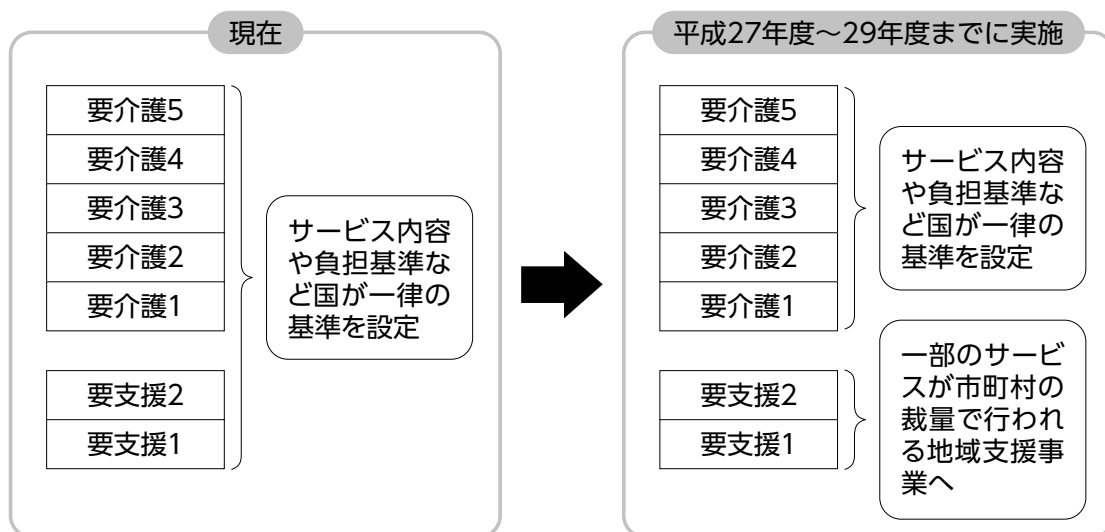 現在
要介護5
要介護4
要介護3
要介護2
要介護1
要支援2
要支援1
サービス内容
や負担基準な
ど国が一律の
基準を設定
平成27年度～29年度までに実施
要介護5
要介護4
要介護3
要介護2
要介護1
サービス内容
や負担基準な
ど国が一律の
基準を設定
要支援2
要支援1
一部のサービ
スが市町村の
裁量で行われ
る地域支援事
業へ